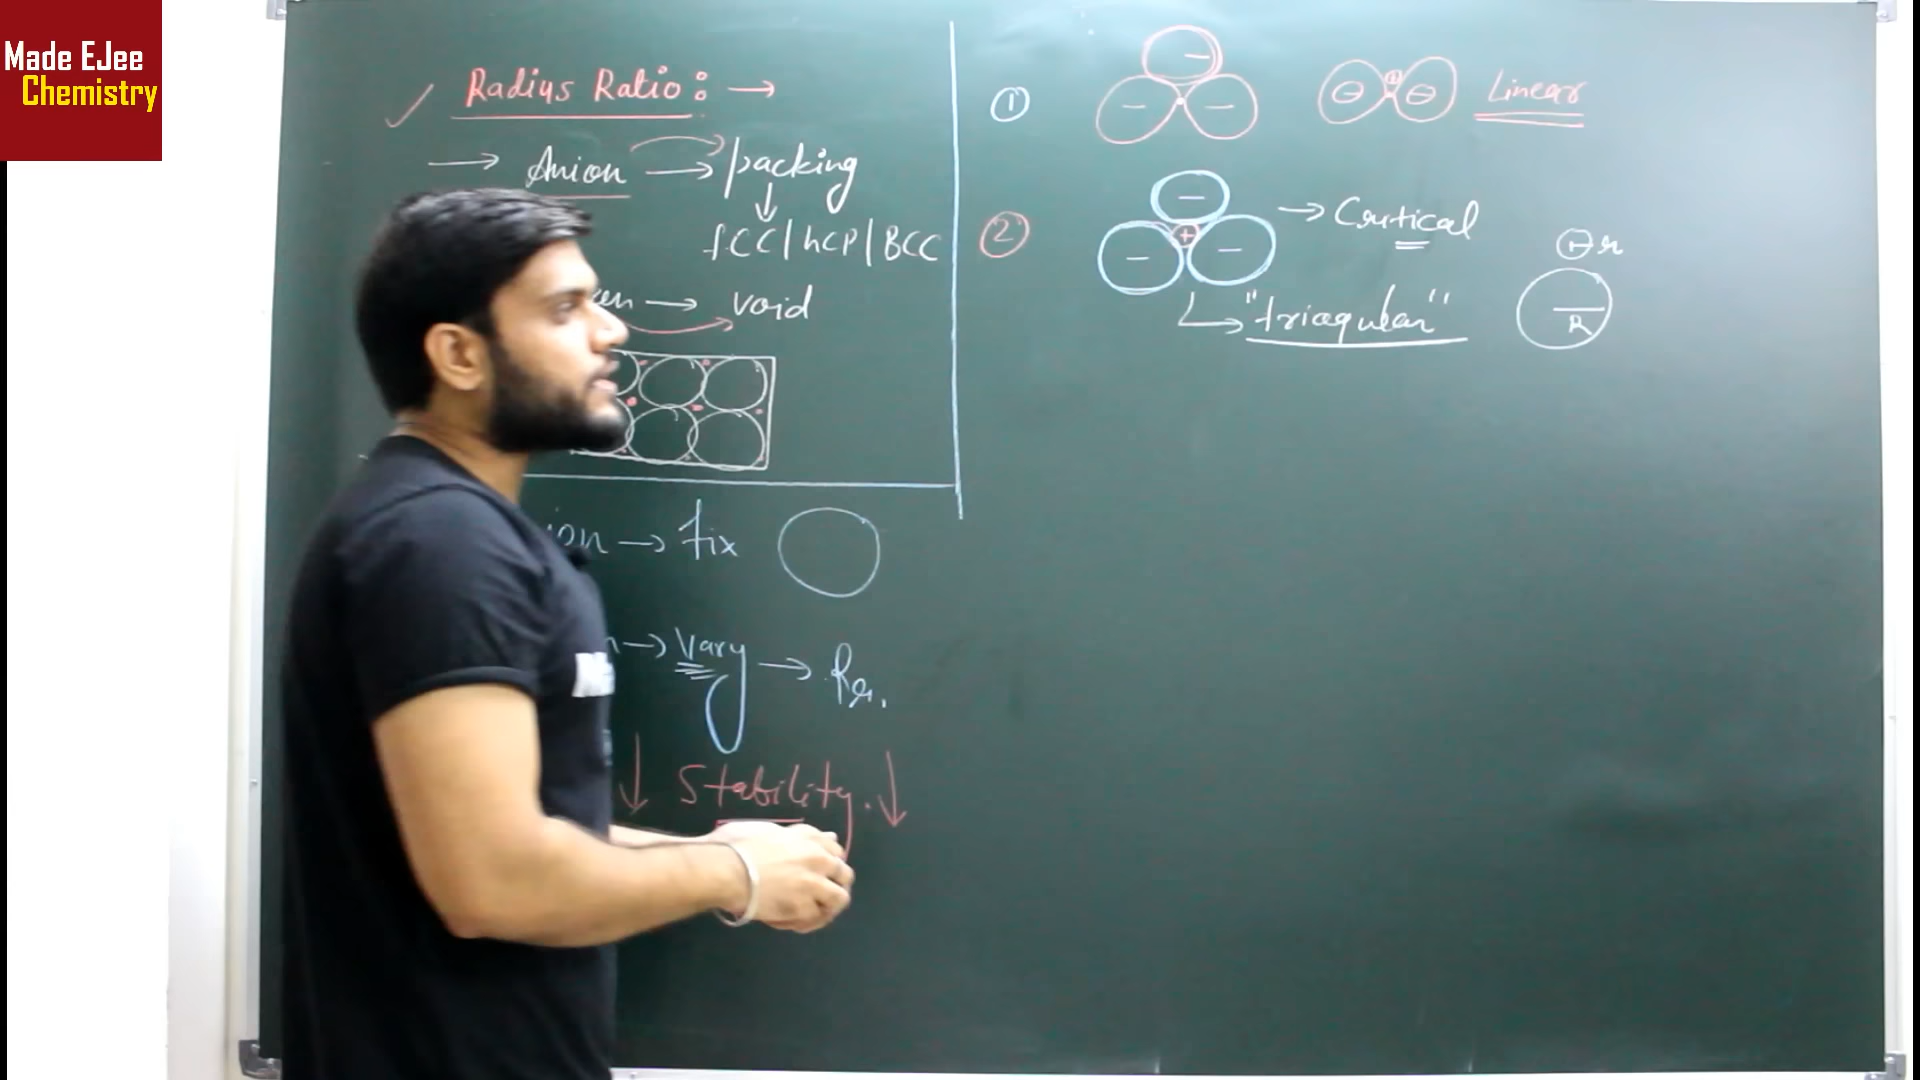 Made EJee
Chemistry
Radius Ratio: →
→ Anion → packing
↓
fCC | hCP | BCC
→ void
→ fix
→ Vary →
↓ Stability. ↓
①
− − −
− + − Linear
②
− − + −
→ Critical
↳ "triagular"
+ r
R